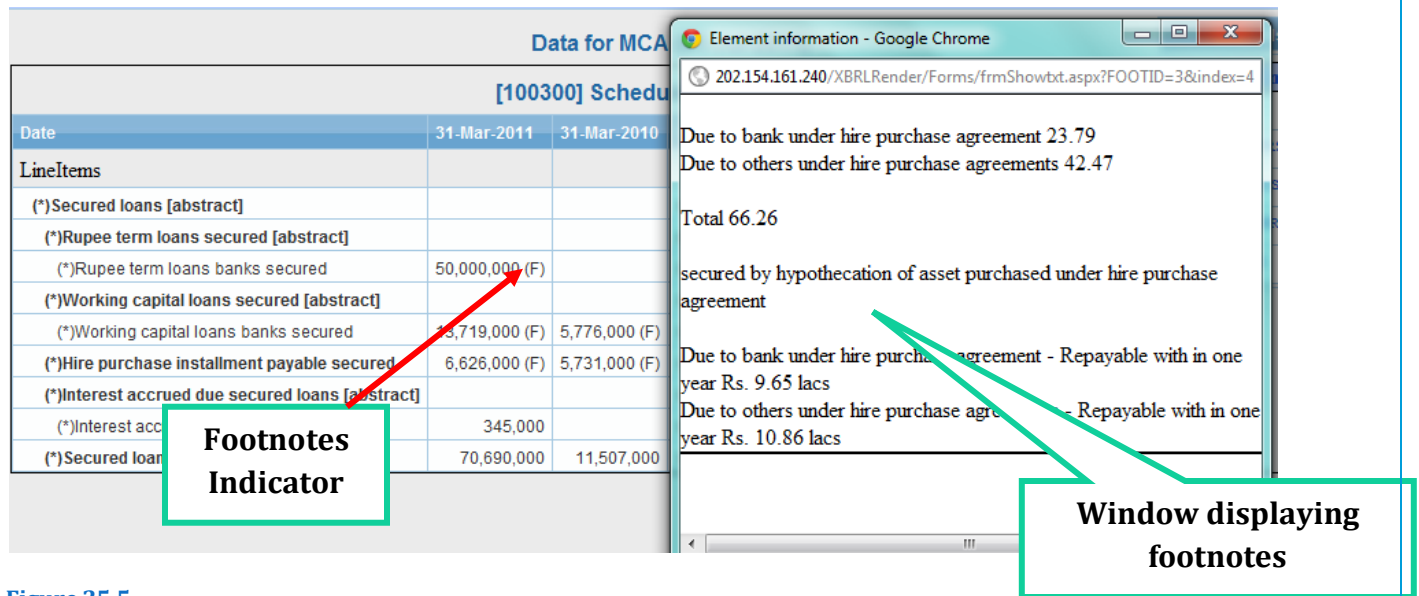 Data for MCA
[100300] Schedu
Date 31-Mar-2011 31-Mar-2010
LineItems
(*)Secured loans [abstract]
(*)Rupee term loans secured [abstract]
(*)Rupee term loans banks secured 50,000,000 (F)
(*)Working capital loans secured [abstract]
(*)Working capital loans banks secured 13,719,000 (F) 5,776,000 (F)
(*)Hire purchase installment payable secured 6,626,000 (F) 5,731,000 (F)
(*)Interest accrued due secured loans [abstract]
(*)Interest acc 345,000
(*)Secured loan 70,690,000 11,507,000
Footnotes
Indicator
Element information - Google Chrome
202.154.161.240/XBRLRender/Forms/frmShowtxt.aspx?FOOTID=3&index=4
Due to bank under hire purchase agreement 23.79
Due to others under hire purchase agreements 42.47
Total 66.26
secured by hypothecation of asset purchased under hire purchase
agreement
Due to bank under hire purchase agreement - Repayable with in one
year Rs. 9.65 lacs
Due to others under hire purchase agr - Repayable with in one
year Rs. 10.86 lacs
Window displaying
footnotes
Figure 25.5